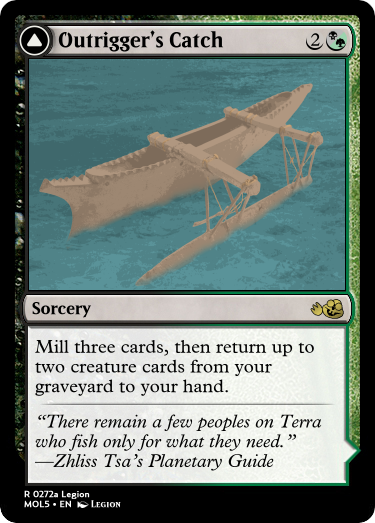 Outrigger's Catch 2
Sorcery
Mill three cards, then return up to
two creature cards from your
graveyard to your hand.
“There remain a few peoples on Terra
who fish only for what they need.”
—Zhliss Tsa's Planetary Guide
R 0272a Legion
MOL5 • EN Legion